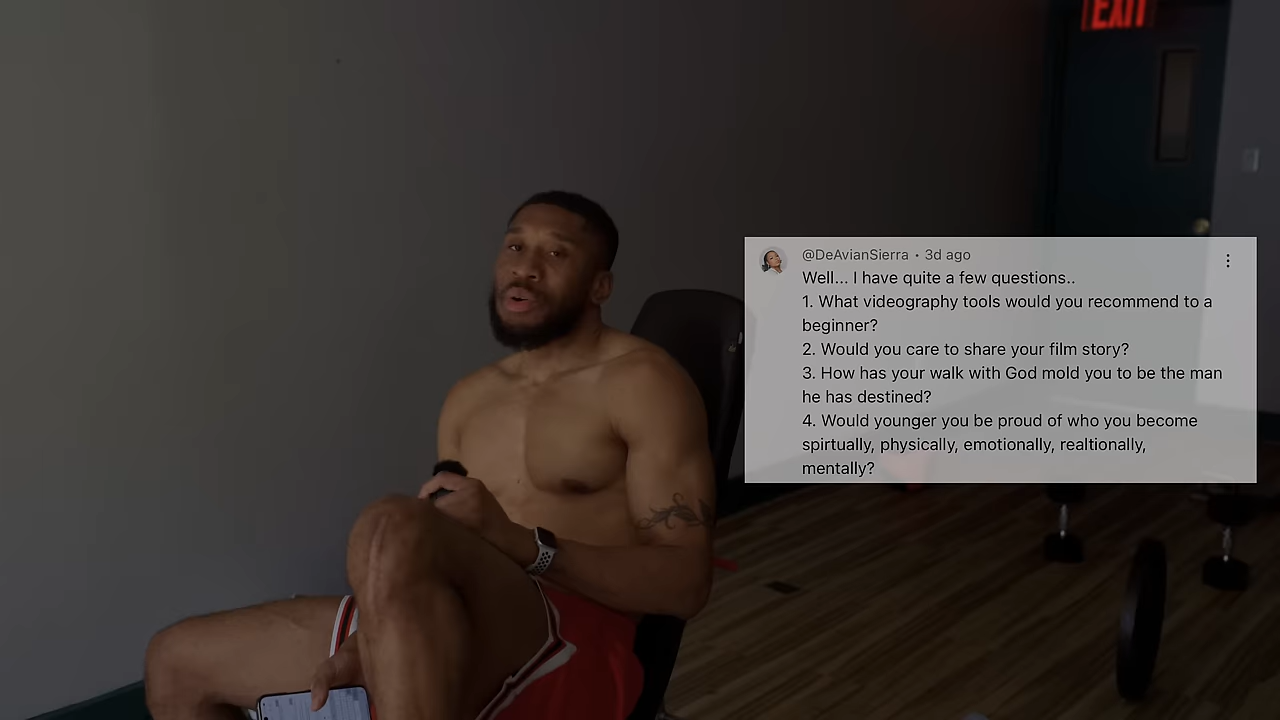 EXIT
@DeAvianSierra • 3d ago
Well... I have quite a few questions..
1. What videography tools would you recommend to a
beginner?
2. Would you care to share your film story?
3. How has your walk with God mold you to be the man
he has destined?
4. Would younger you be proud of who you become
spirtually, physically, emotionally, realtionally,
mentally?